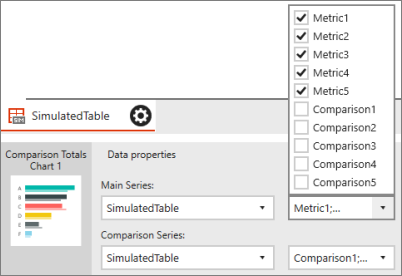 Metric1
Metric2
Metric3
Metric4
Metric5
Comparison1
Comparison2
Comparison3
Comparison4
Comparison5
SimulatedTable
Comparison Totals
Chart 1
A
B
C
D
E
F
Data properties
Main Series:
SimulatedTable
Metric1;...
Comparison Series:
SimulatedTable
Comparison1;...